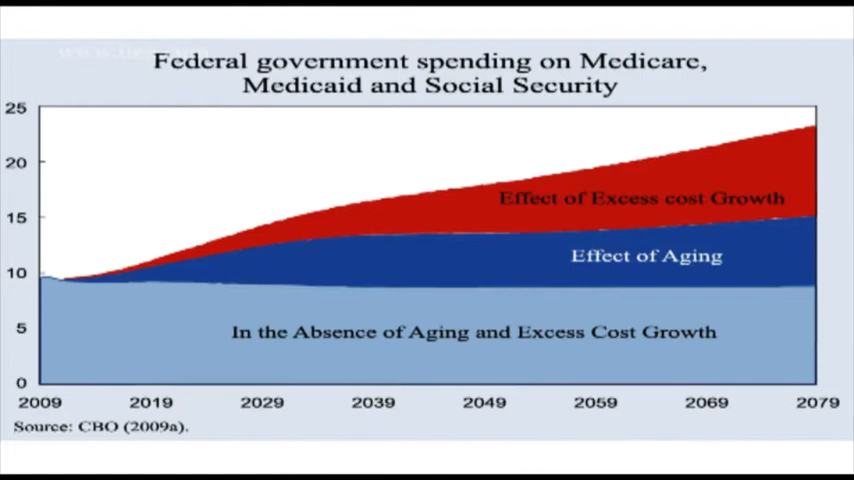 Federal government spending on Medicare,
Medicaid and Social Security
25
20
15
10
5
0
Effect of Excess cost Growth
Effect of Aging
In the Absence of Aging and Excess Cost Growth
2009 2019 2029 2039 2049 2059 2069 2079
Source: CBO (2009a).